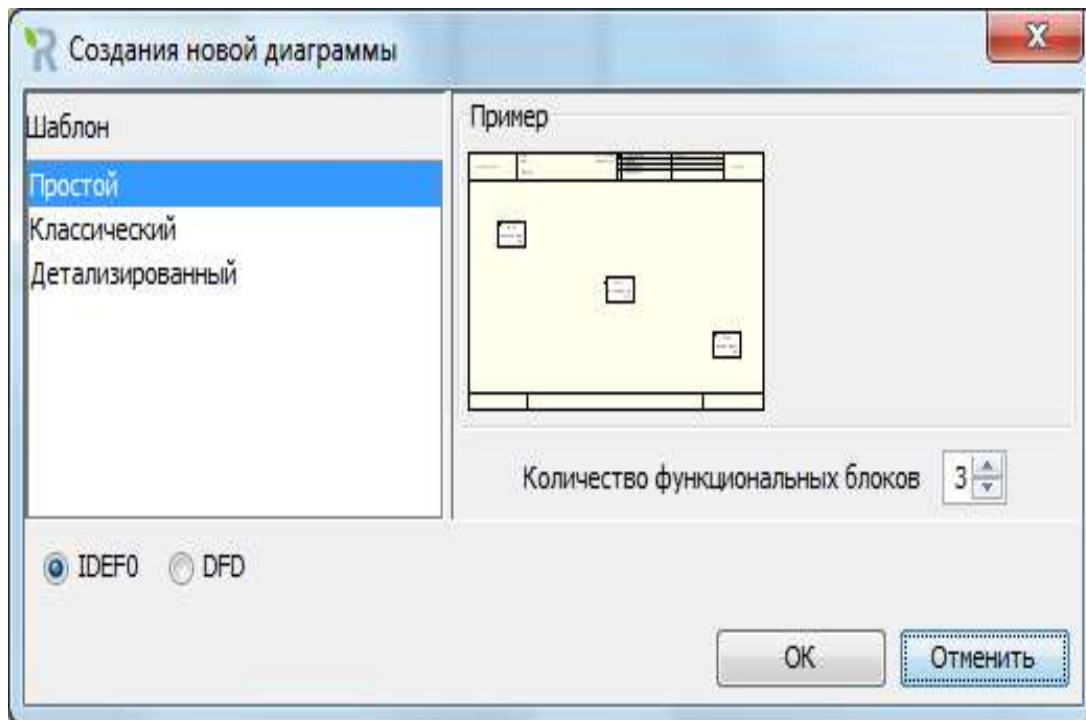 Создания новой диаграммы
Шаблон
Простой
Классический
Детализированный
Пример
Количество функциональных блоков 3
IDEF0 DFD
OK Отменить